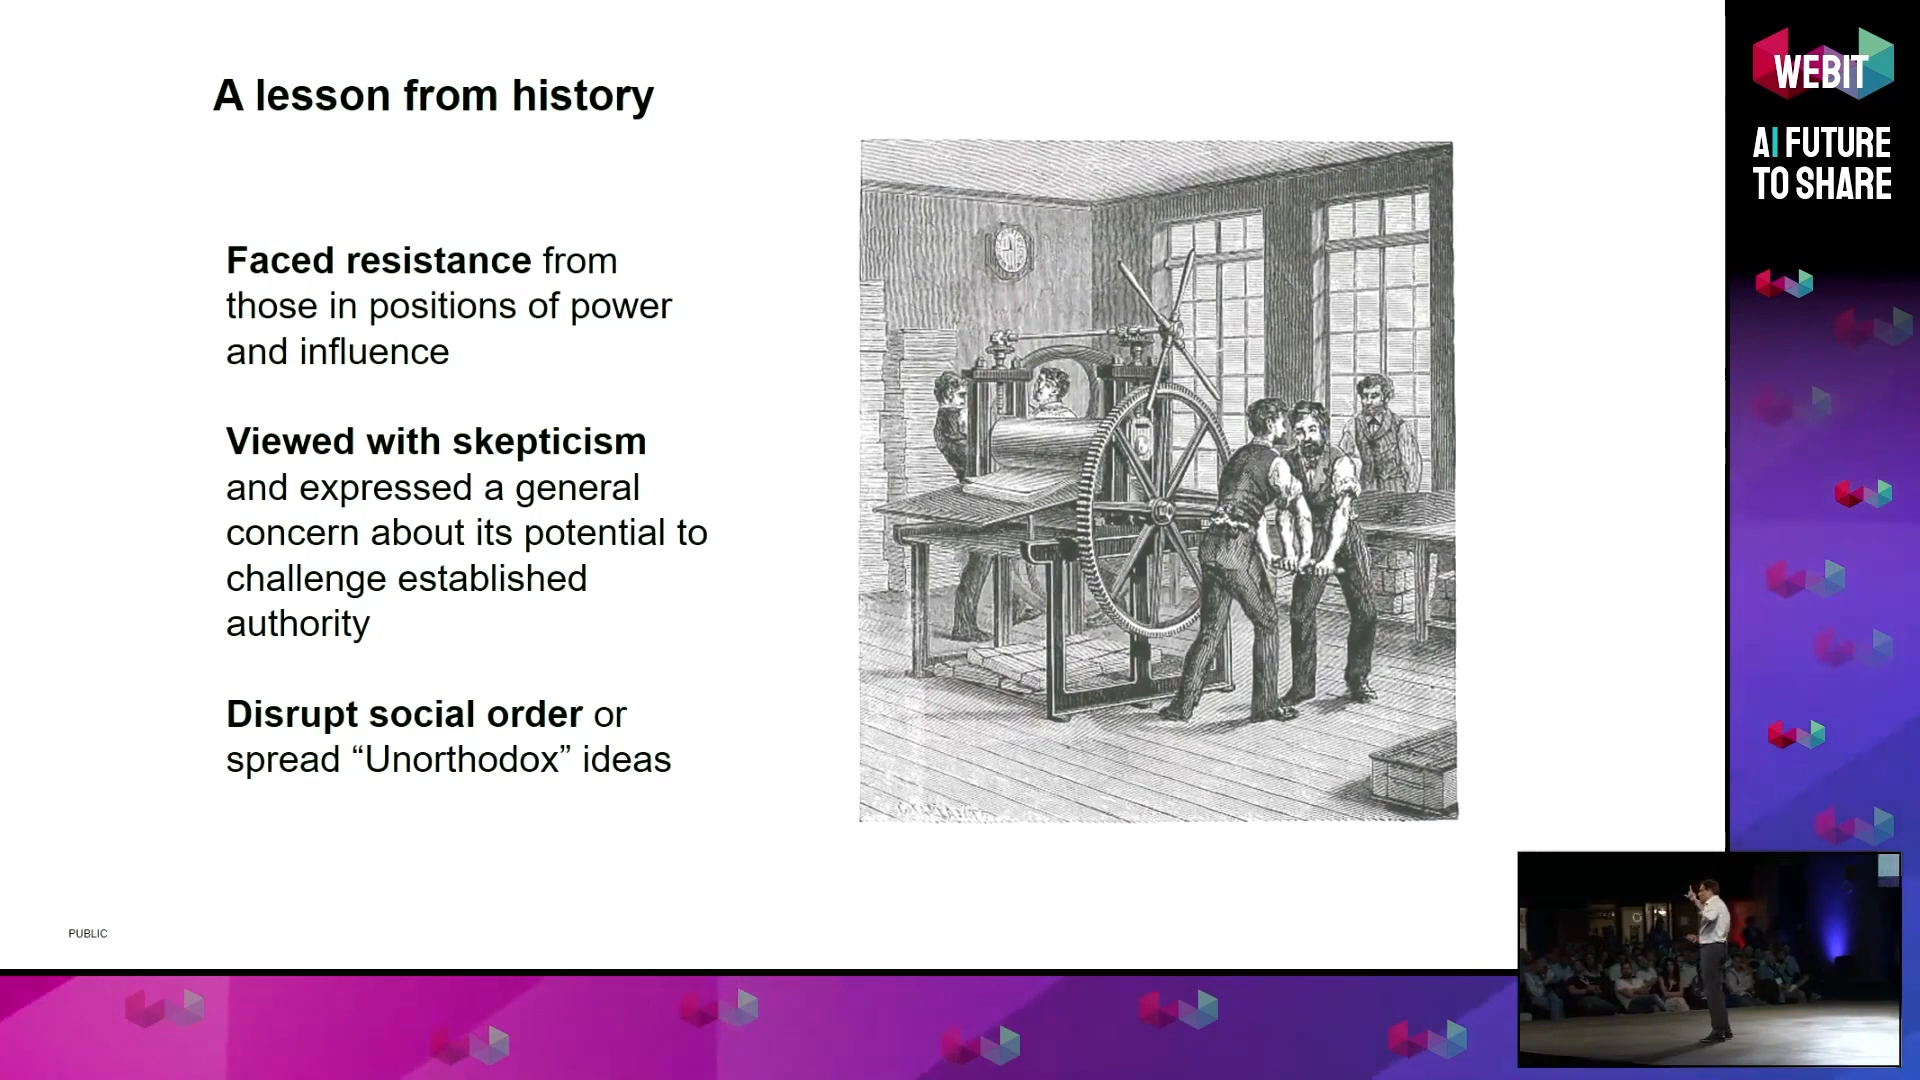 A lesson from history
Faced resistance from
those in positions of power
and influence
Viewed with skepticism
and expressed a general
concern about its potential to
challenge established
authority
Disrupt social order or
spread “Unorthodox” ideas
PUBLIC
WEBIT
AI FUTURE
TO SHARE